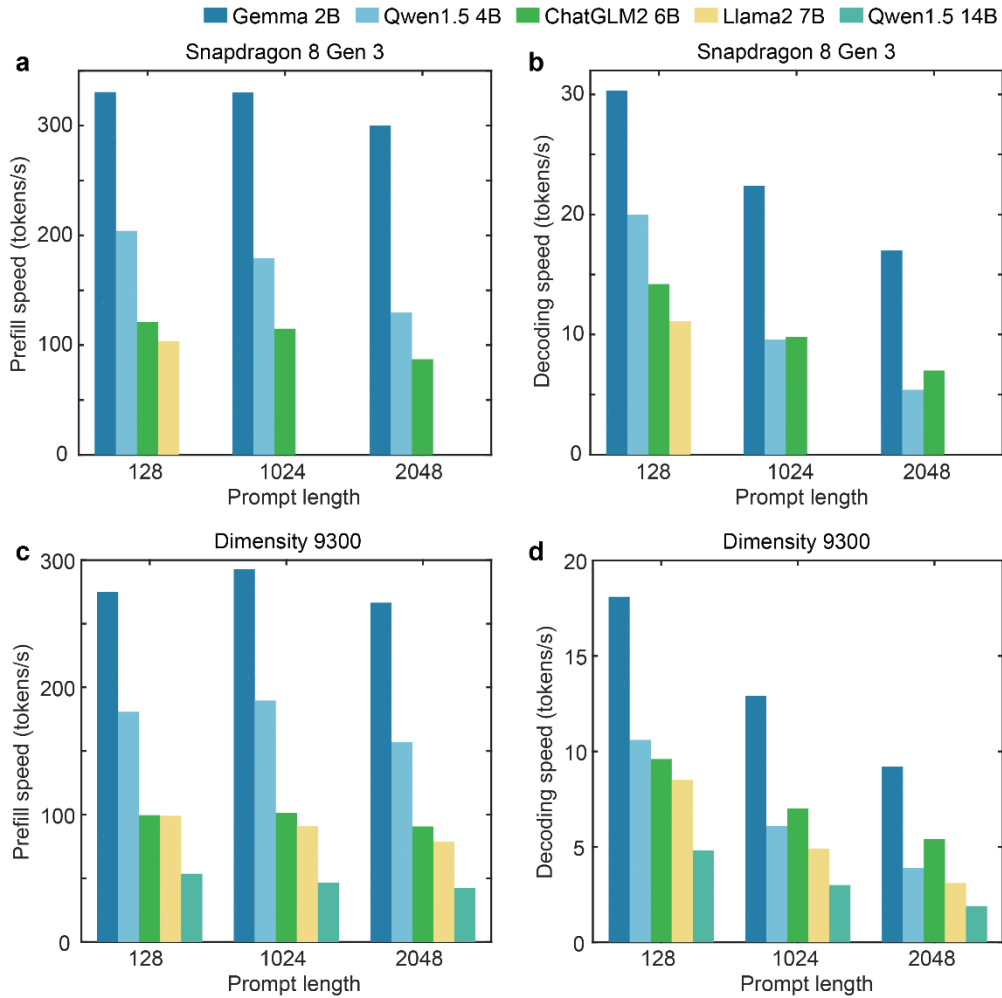 Gemma 2B Qwen1.5 4B ChatGLM2 6B Llama2 7B Qwen1.5 14B
a
Snapdragon 8 Gen 3
Prefill speed (tokens/s)
300
200
100
0
128 1024 2048
Prompt length
b
Snapdragon 8 Gen 3
Decoding speed (tokens/s)
30
20
10
0
128 1024 2048
Prompt length
c
Dimensity 9300
Prefill speed (tokens/s)
300
200
100
0
128 1024 2048
Prompt length
d
Dimensity 9300
Decoding speed (tokens/s)
20
15
10
5
0
128 1024 2048
Prompt length